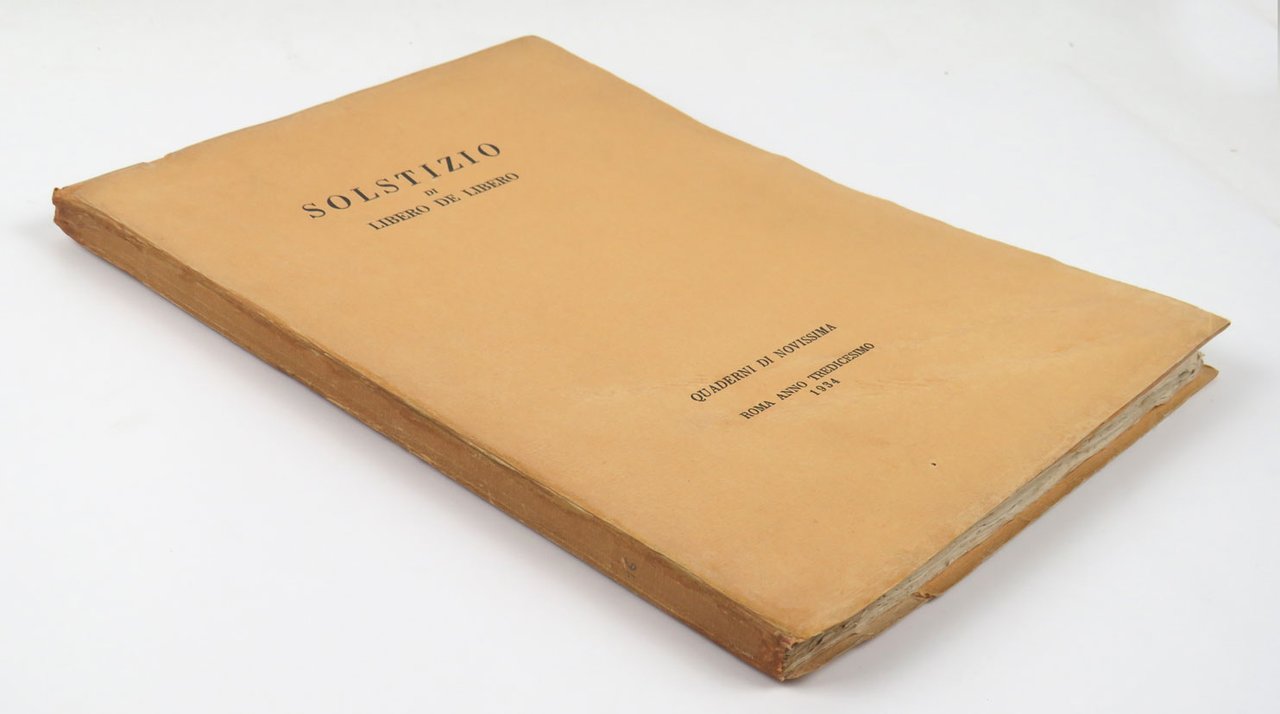 SOLSTIZIO
DI
LIBERO DE LIBERO
QUADERNI DI NOVISSIMA
ROMA ANNO TREDICESIMO
1934